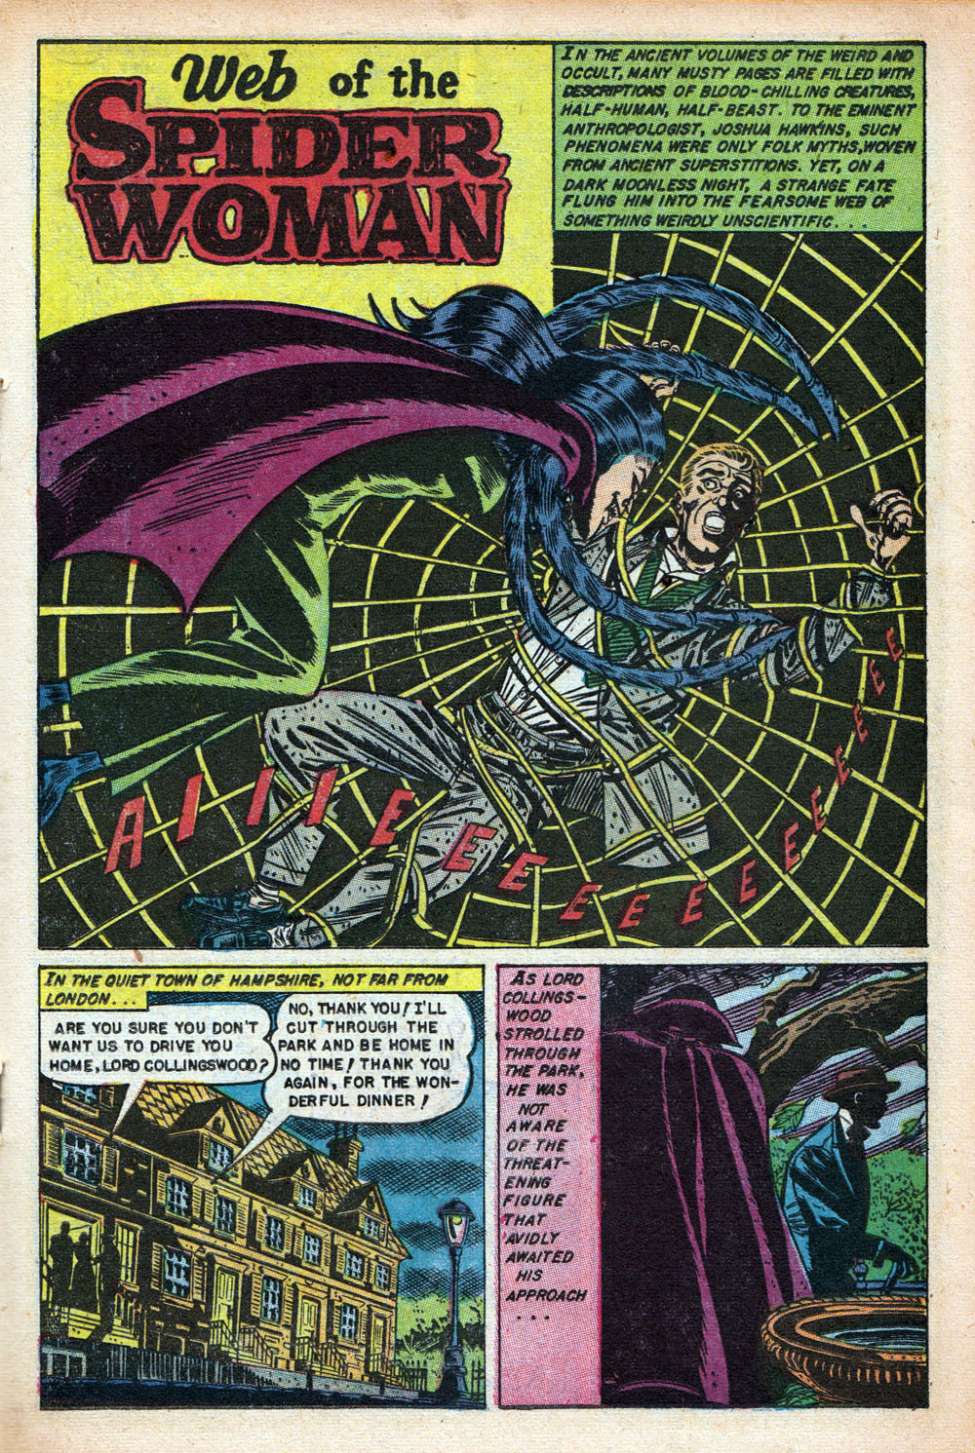 Web of the
SPIDER
WOMAN
IN THE ANCIENT VOLUMES OF THE WEIRD AND
OCCULT, MANY MUSTY PAGES ARE FILLED WITH
DESCRIPTIONS OF BLOOD-CHILLING CREATURES,
HALF-HUMAN, HALF-BEAST. TO THE EMINENT
ANTHROPOLOGIST, JOSHUA HAWKINS, SUCH
PHENOMENA WERE ONLY FOLK MYTHS, WOVEN
FROM ANCIENT SUPERSTITIONS. YET, ON A
DARK MOONLESS NIGHT, A STRANGE FATE
FLUNG HIM INTO THE FEARSOME WEB OF
SOMETHING WEIRDLY UNSCIENTIFIC...
AIIIIEEEEEEEEEEEEEEE
IN THE QUIET TOWN OF HAMPSHIRE, NOT FAR FROM
LONDON...
ARE YOU SURE YOU DON'T
WANT US TO DRIVE YOU
HOME, LORD COLLINGSWOOD?
NO, THANK YOU! I'LL
CUT THROUGH THE
PARK AND BE HOME IN
NO TIME! THANK YOU
AGAIN, FOR THE WON-
DERFUL DINNER!
AS LORD
COLLINGS-
WOOD
STROLLED
THROUGH
THE PARK,
HE WAS
NOT
AWARE
OF THE
THREAT-
ENING
FIGURE
THAT
AVIDLY
AWAITED
HIS
APPROACH
...